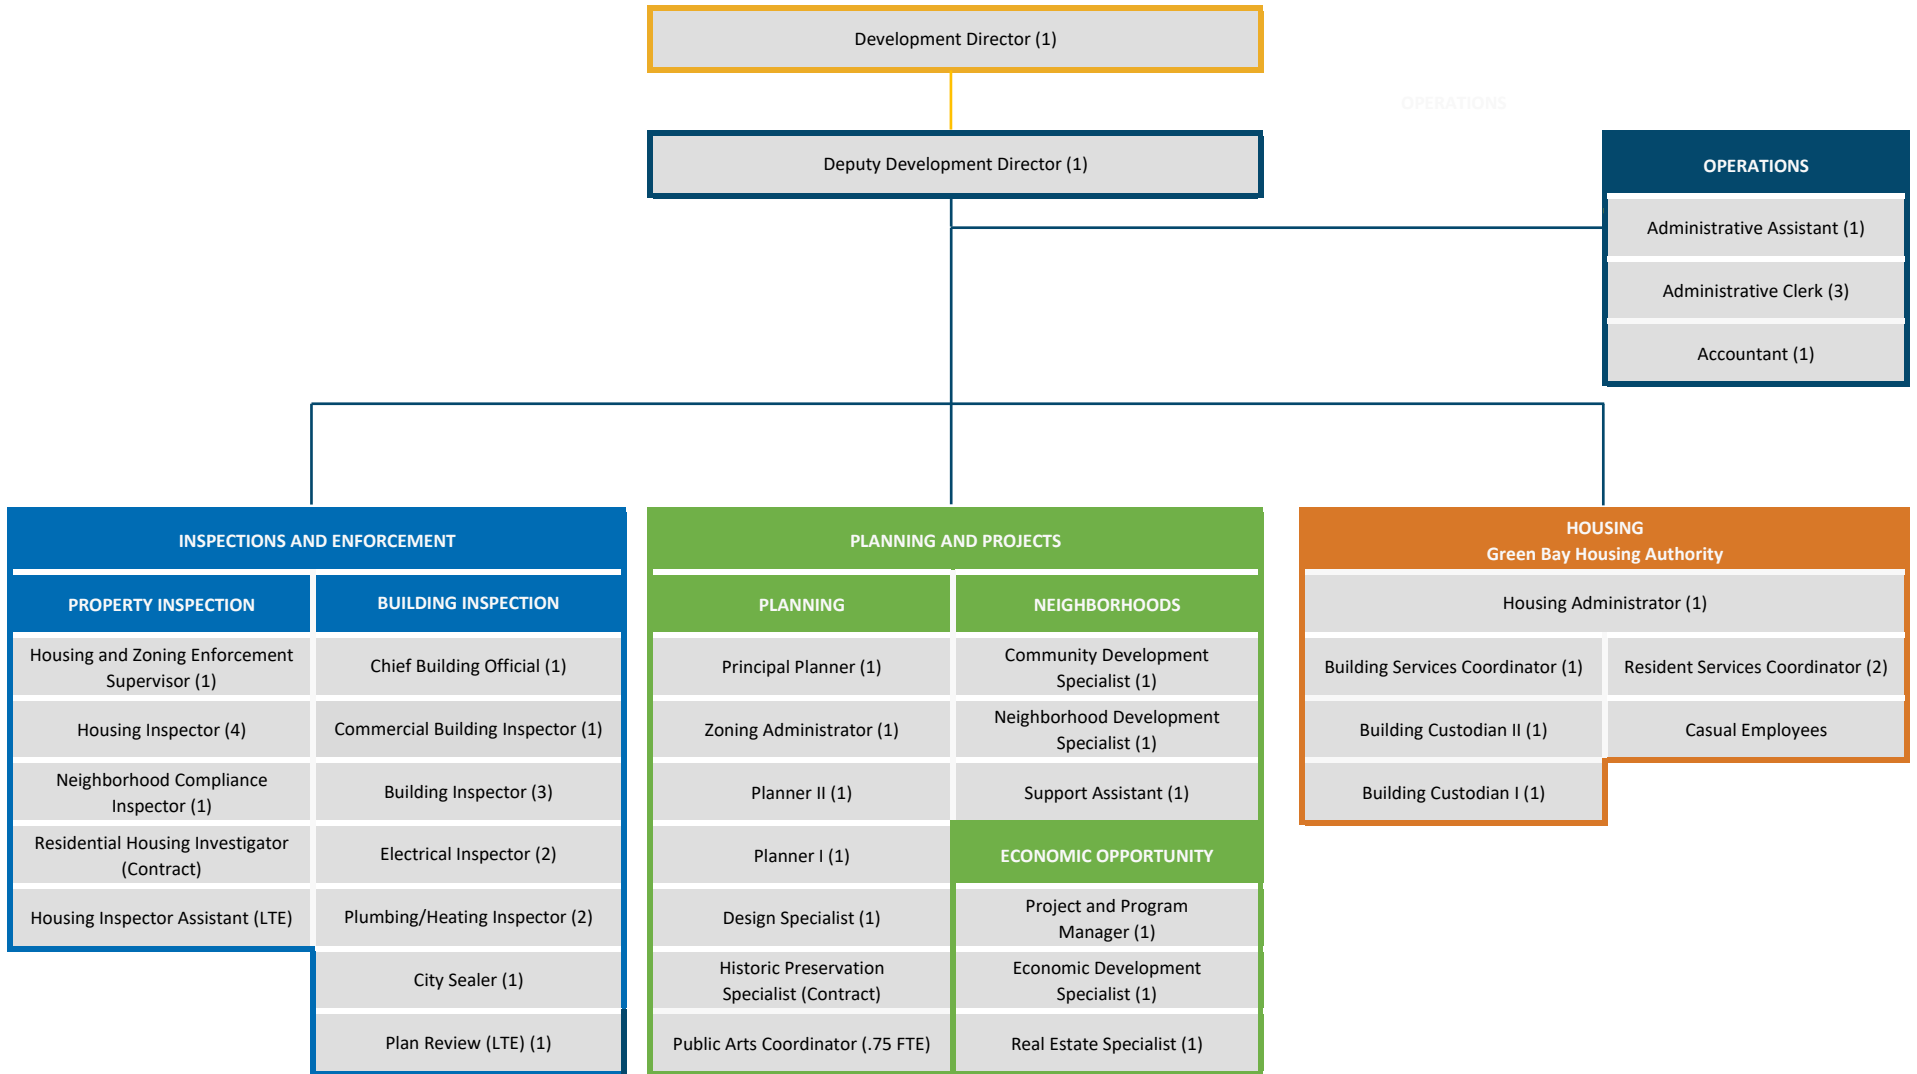 Development Director (1)
OPERATIONS
Deputy Development Director (1)
OPERATIONS
Administrative Assistant (1)
Administrative Clerk (3)
Accountant (1)
INSPECTIONS AND ENFORCEMENT
PROPERTY INSPECTION
Housing and Zoning Enforcement
Supervisor (1)
Housing Inspector (4)
Neighborhood Compliance
Inspector (1)
Residential Housing Investigator
(Contract)
Housing Inspector Assistant (LTE)
BUILDING INSPECTION
Chief Building Official (1)
Commercial Building Inspector (1)
Building Inspector (3)
Electrical Inspector (2)
Plumbing/Heating Inspector (2)
City Sealer (1)
Plan Review (LTE) (1)
PLANNING AND PROJECTS
PLANNING
Principal Planner (1)
Zoning Administrator (1)
Planner II (1)
Planner I (1)
Design Specialist (1)
Historic Preservation
Specialist (Contract)
Public Arts Coordinator (.75 FTE)
NEIGHBORHOODS
Community Development
Specialist (1)
Neighborhood Development
Specialist (1)
Support Assistant (1)
ECONOMIC OPPORTUNITY
Project and Program
Manager (1)
Economic Development
Specialist (1)
Real Estate Specialist (1)
HOUSING
Green Bay Housing Authority
Housing Administrator (1)
Building Services Coordinator (1)
Building Custodian II (1)
Building Custodian I (1)
Resident Services Coordinator (2)
Casual Employees